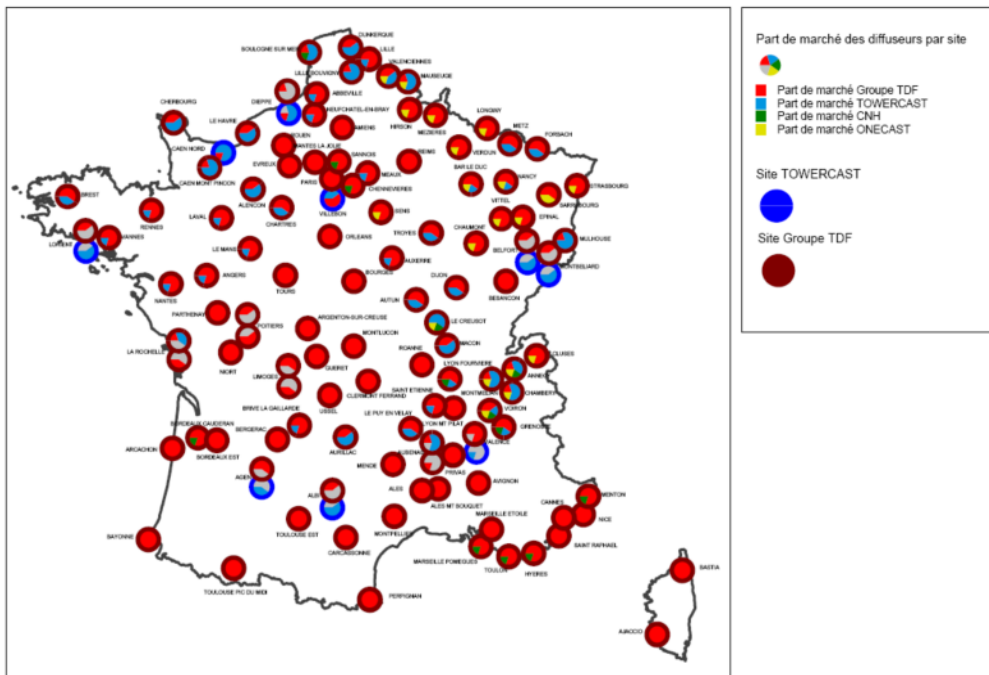 DUNKERQUE
BOULOGNE SUR MER
LILLE
LILLE BOUVIGNY
VALENCIENNES
MAUBEUGE
DIEPPE
ABBEVILLE
CHERBOURG
NEUFCHATEL-EN-BRAY
LONGWY
LE HAVRE
HIRSON
METZ
MEZIERES
AMIENS
FORBACH
CAEN NORD
ROUEN
VERDUN
MANTES LA JOLIE
SANNOIS
REIMS
BAR LE DUC
EVREUX
MEAUX
NANCY
STRASBOURG
CAEN MONT PINCON
PARIS
CHENNEVIERES
BREST
VITTEL
SARREBOURG
ALENCON
VILLEBON
SENS
RENNES
LAVAL
CHARTRES
CHAUMONT
EPINAL
TROYES
LORIENT
VANNES
ORLEANS
MULHOUSE
LE MANS
BELFORT
AUXERRE
MONTBELIARD
ANGERS
BOURGES
DIJON
NANTES
TOURS
BESANCON
AUTUN
PARTHENAY
ARGENTON-SUR-CREUSE
LE CREUSOT
POITIERS
MONTLUCON
MACON
LA ROCHELLE
ROANNE
CLUSES
NIORT
GUERET
LYON FOURVIERE
ANNECY
LIMOGES
SAINT ETIENNE
MONTMELIAN
CLERMONT FERRAND
CHAMBERY
USSEL
BRIVE LA GAILLARDE
LE PUY EN VELAY
VOIRON
BORDEAUX CAUDERAN
BERGERAC
LYON MT PILAT
GRENOBLE
ARCACHON
BORDEAUX EST
AURILLAC
AUBENAS
VALENCE
MENDE
PRIVAS
AGEN
ALBI
ALES
AVIGNON
MENTON
CANNES
ALES MT BOUQUET
NICE
MARSEILLE ETOILE
TOULOUSE EST
MONTPELLIER
BAYONNE
CARCASSONNE
SAINT RAPHAEL
MARSEILLE POMEGUES
HYERES
TOULON
BASTIA
TOULOUSE PIC DU MIDI
PERPIGNAN
AJACCIO
Part de marché des diffuseurs par site
Part de marché Groupe TDF
Part de marché TOWERCAST
Part de marché CNH
Part de marché ONECAST
Site TOWERCAST
Site Groupe TDF